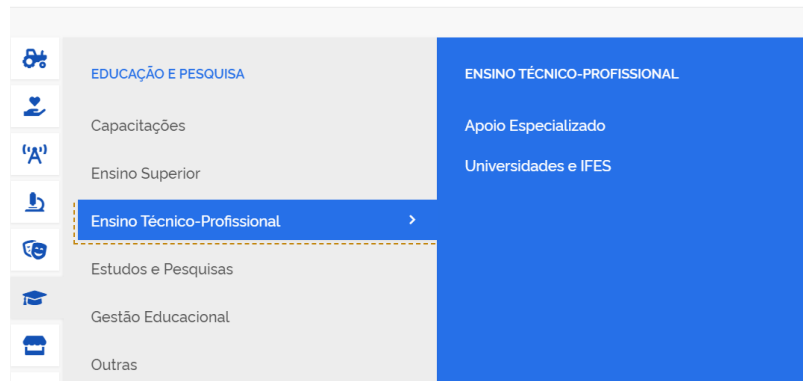 EDUCAÇÃO E PESQUISA
Capacitações
Ensino Superior
Ensino Técnico-Profissional
Estudos e Pesquisas
Gestão Educacional
Outras
ENSINO TÉCNICO-PROFISSIONAL
Apoio Especializado
Universidades e IFES